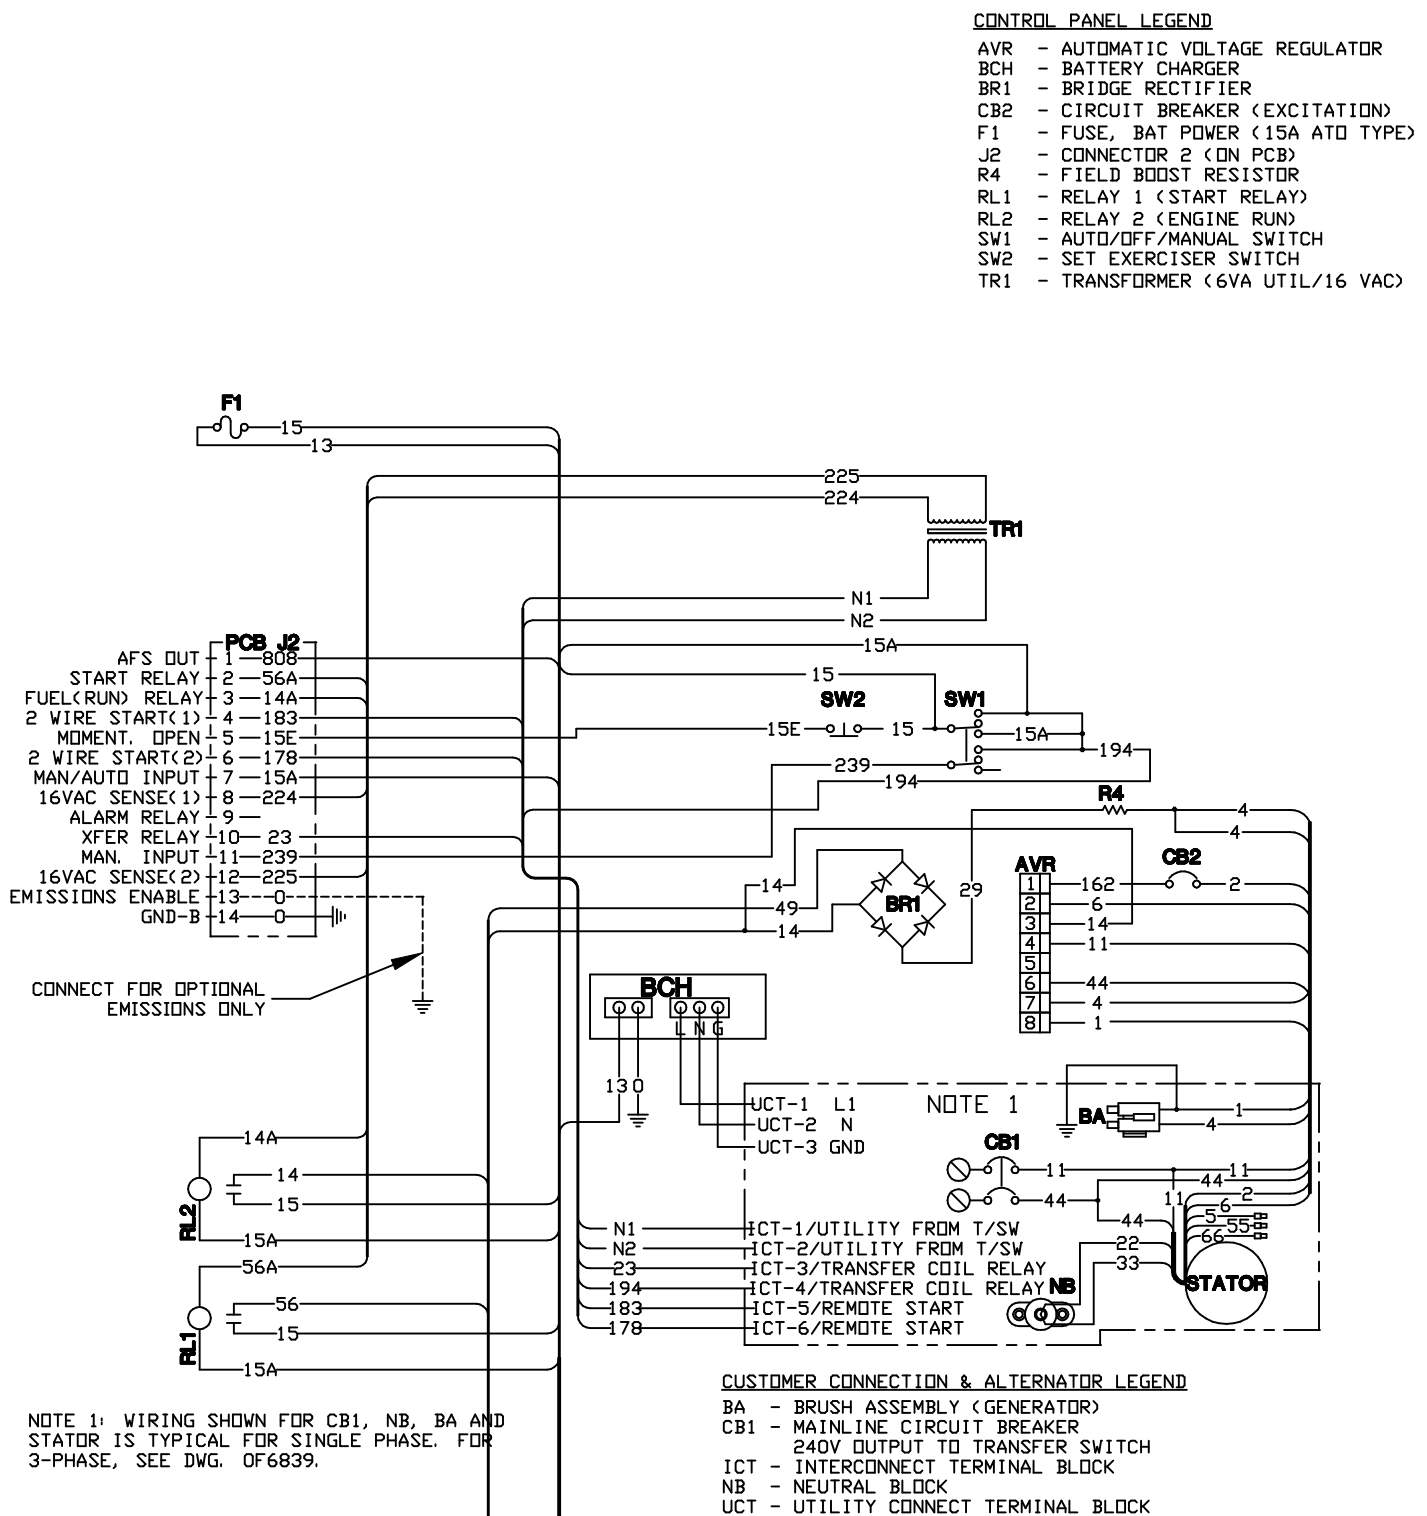 CONTROL PANEL LEGEND
AVR - AUTOMATIC VOLTAGE REGULATOR
BCH - BATTERY CHARGER
BR1 - BRIDGE RECTIFIER
CB2 - CIRCUIT BREAKER (EXCITATION)
F1 - FUSE, BAT POWER (15A ATO TYPE)
J2 - CONNECTOR 2 (ON PCB)
R4 - FIELD BOOST RESISTOR
RL1 - RELAY 1 (START RELAY)
RL2 - RELAY 2 (ENGINE RUN)
SW1 - AUTO/OFF/MANUAL SWITCH
SW2 - SET EXERCISER SWITCH
TR1 - TRANSFORMER (6VA UTIL/16 VAC)
F1
15
13
225
224
TR1
N1
N2
15A
15
SW2
SW1
15E
15
15A
194
239
194
PCB J2
AFS OUT 1 808
START RELAY 2 56A
FUEL(RUN) RELAY 3 14A
2 WIRE START(1) 4 183
MOMENT. OPEN 5 15E
2 WIRE START(2) 6 178
MAN/AUTO INPUT 7 15A
16VAC SENSE(1) 8 224
ALARM RELAY 9
XFER RELAY 10 23
MAN. INPUT 11 239
16VAC SENSE(2) 12 225
EMISSIONS ENABLE 13 0
GND-B 14 0
CONNECT FOR OPTIONAL
EMISSIONS ONLY
R4
4
4
14
49
14
BR1
29
AVR
CB2
1 162 2
2 6
3 14
4 11
5
6 44
7 4
8 1
BCH
L N G
13 0
UCT-1 L1
UCT-2 N
UCT-3 GND
NOTE 1
BA
1
4
CB1
11
11
44
44
11
2
6
5
55
66
44
22
33
STATOR
NB
N1 ICT-1/UTILITY FROM T/SW
N2 ICT-2/UTILITY FROM T/SW
23 ICT-3/TRANSFER COIL RELAY
194 ICT-4/TRANSFER COIL RELAY
183 ICT-5/REMOTE START
178 ICT-6/REMOTE START
14A
14
15
RL2
15A
56A
56
15
RL1
15A
NOTE 1: WIRING SHOWN FOR CB1, NB, BA AND
STATOR IS TYPICAL FOR SINGLE PHASE. FOR
3-PHASE, SEE DWG. 0F6839.
CUSTOMER CONNECTION & ALTERNATOR LEGEND
BA - BRUSH ASSEMBLY (GENERATOR)
CB1 - MAINLINE CIRCUIT BREAKER
240V OUTPUT TO TRANSFER SWITCH
ICT - INTERCONNECT TERMINAL BLOCK
NB - NEUTRAL BLOCK
UCT - UTILITY CONNECT TERMINAL BLOCK